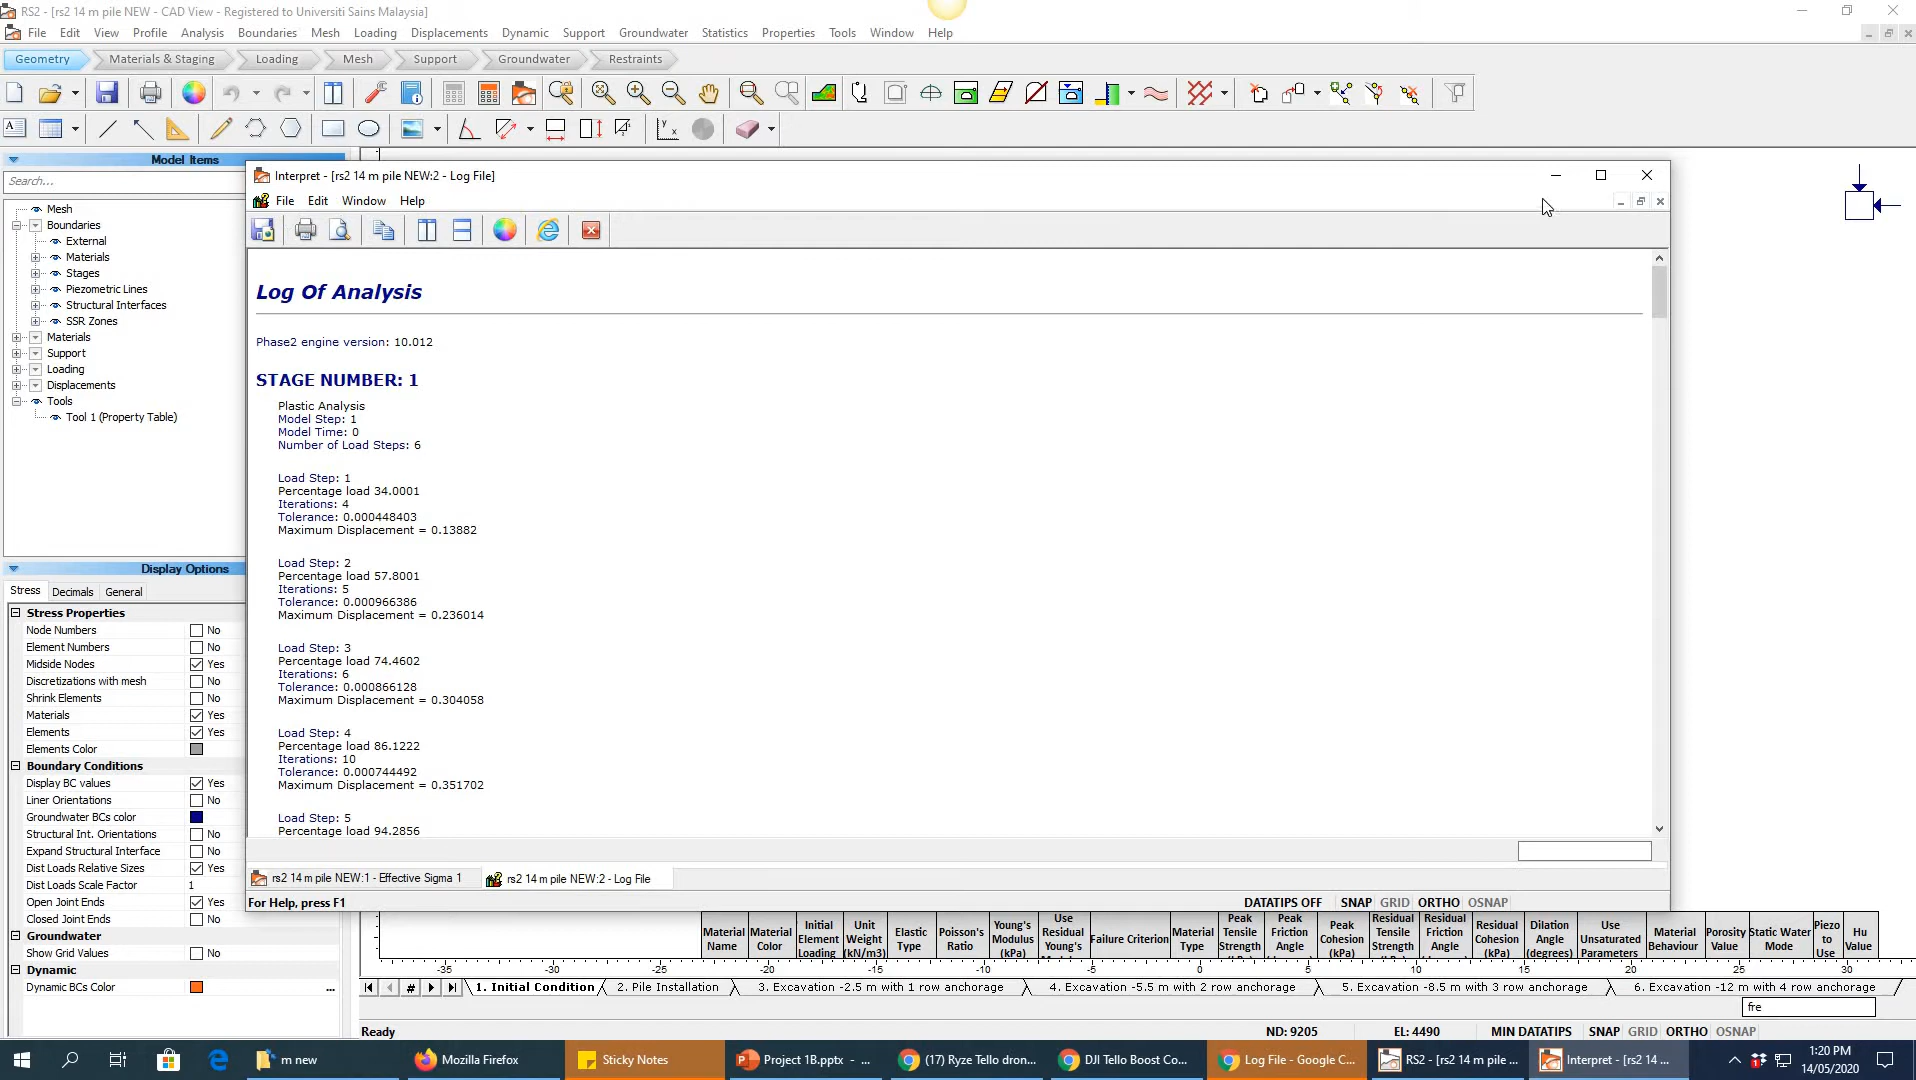 RS2 - [rs2 14 m pile NEW - CAD View - Registered to Universiti Sains Malaysia]
File Edit View Profile Analysis Boundaries Mesh Loading Displacements Dynamic Support Groundwater Statistics Properties Tools Window Help
Geometry Materials & Staging Loading Mesh Support Groundwater Restraints
Model Items
Search...
Mesh
Boundaries
External
Materials
Stages
Piezometric Lines
Structural Interfaces
SSR Zones
Materials
Support
Loading
Displacements
Tools
Tool 1 (Property Table)
Display Options
Stress Decimals General
Stress Properties
Node Numbers No
Element Numbers No
Midside Nodes Yes
Discretizations with mesh No
Shrink Elements No
Materials Yes
Elements Yes
Elements Color
Boundary Conditions
Display BC values Yes
Liner Orientations No
Groundwater BCs color
Structural Int. Orientations No
Expand Structural Interface No
Dist Loads Relative Sizes Yes
Dist Loads Scale Factor 1
Open Joint Ends Yes
Closed Joint Ends No
Groundwater
Show Grid Values No
Dynamic
Dynamic BCs Color ...
Interpret - [rs2 14 m pile NEW:2 - Log File]
File Edit Window Help
Log Of Analysis
Phase2 engine version: 10.012
STAGE NUMBER: 1
Plastic Analysis
Model Step: 1
Model Time: 0
Number of Load Steps: 6
Load Step: 1
Percentage load 34.0001
Iterations: 4
Tolerance: 0.000448403
Maximum Displacement = 0.13882
Load Step: 2
Percentage load 57.8001
Iterations: 5
Tolerance: 0.000966386
Maximum Displacement = 0.236014
Load Step: 3
Percentage load 74.4602
Iterations: 6
Tolerance: 0.000866128
Maximum Displacement = 0.304058
Load Step: 4
Percentage load 86.1222
Iterations: 10
Tolerance: 0.000744492
Maximum Displacement = 0.351702
Load Step: 5
Percentage load 94.2856
rs2 14 m pile NEW:1 - Effective Sigma 1 rs2 14 m pile NEW:2 - Log File
For Help, press F1 DATATIPS OFF SNAP GRID ORTHO OSNAP
Material Name Material Color Initial Element Loading Unit Weight (kN/m3) Elastic Type Poisson's Ratio Young's Modulus (kPa) Use Residual Young's Failure Criterion Material Type Peak Tensile Strength Peak Friction Angle Peak Cohesion (kPa) Residual Tensile Strength Residual Friction Angle Residual Cohesion (kPa) Dilation Angle (degrees) Use Unsaturated Parameters Material Behaviour Porosity Value Static Water Mode Piezo to Use Hu Value
-35 -30 -25 -20 -15 -10 -5 0 5 10 15 20 25 30
1. Initial Condition 2. Pile Installation 3. Excavation -2.5 m with 1 row anchorage 4. Excavation -5.5 m with 2 row anchorage 5. Excavation -8.5 m with 3 row anchorage 6. Excavation -12 m with 4 row anchorage
fre
Ready ND: 9205 EL: 4490 MIN DATATIPS SNAP GRID ORTHO OSNAP
m new Mozilla Firefox Sticky Notes Project 1B.pptx - ... (17) Ryze Tello dron... DJI Tello Boost Co... Log File - Google C... RS2 - [rs2 14 m pile ... Interpret - [rs2 14 ...
1:20 PM
14/05/2020